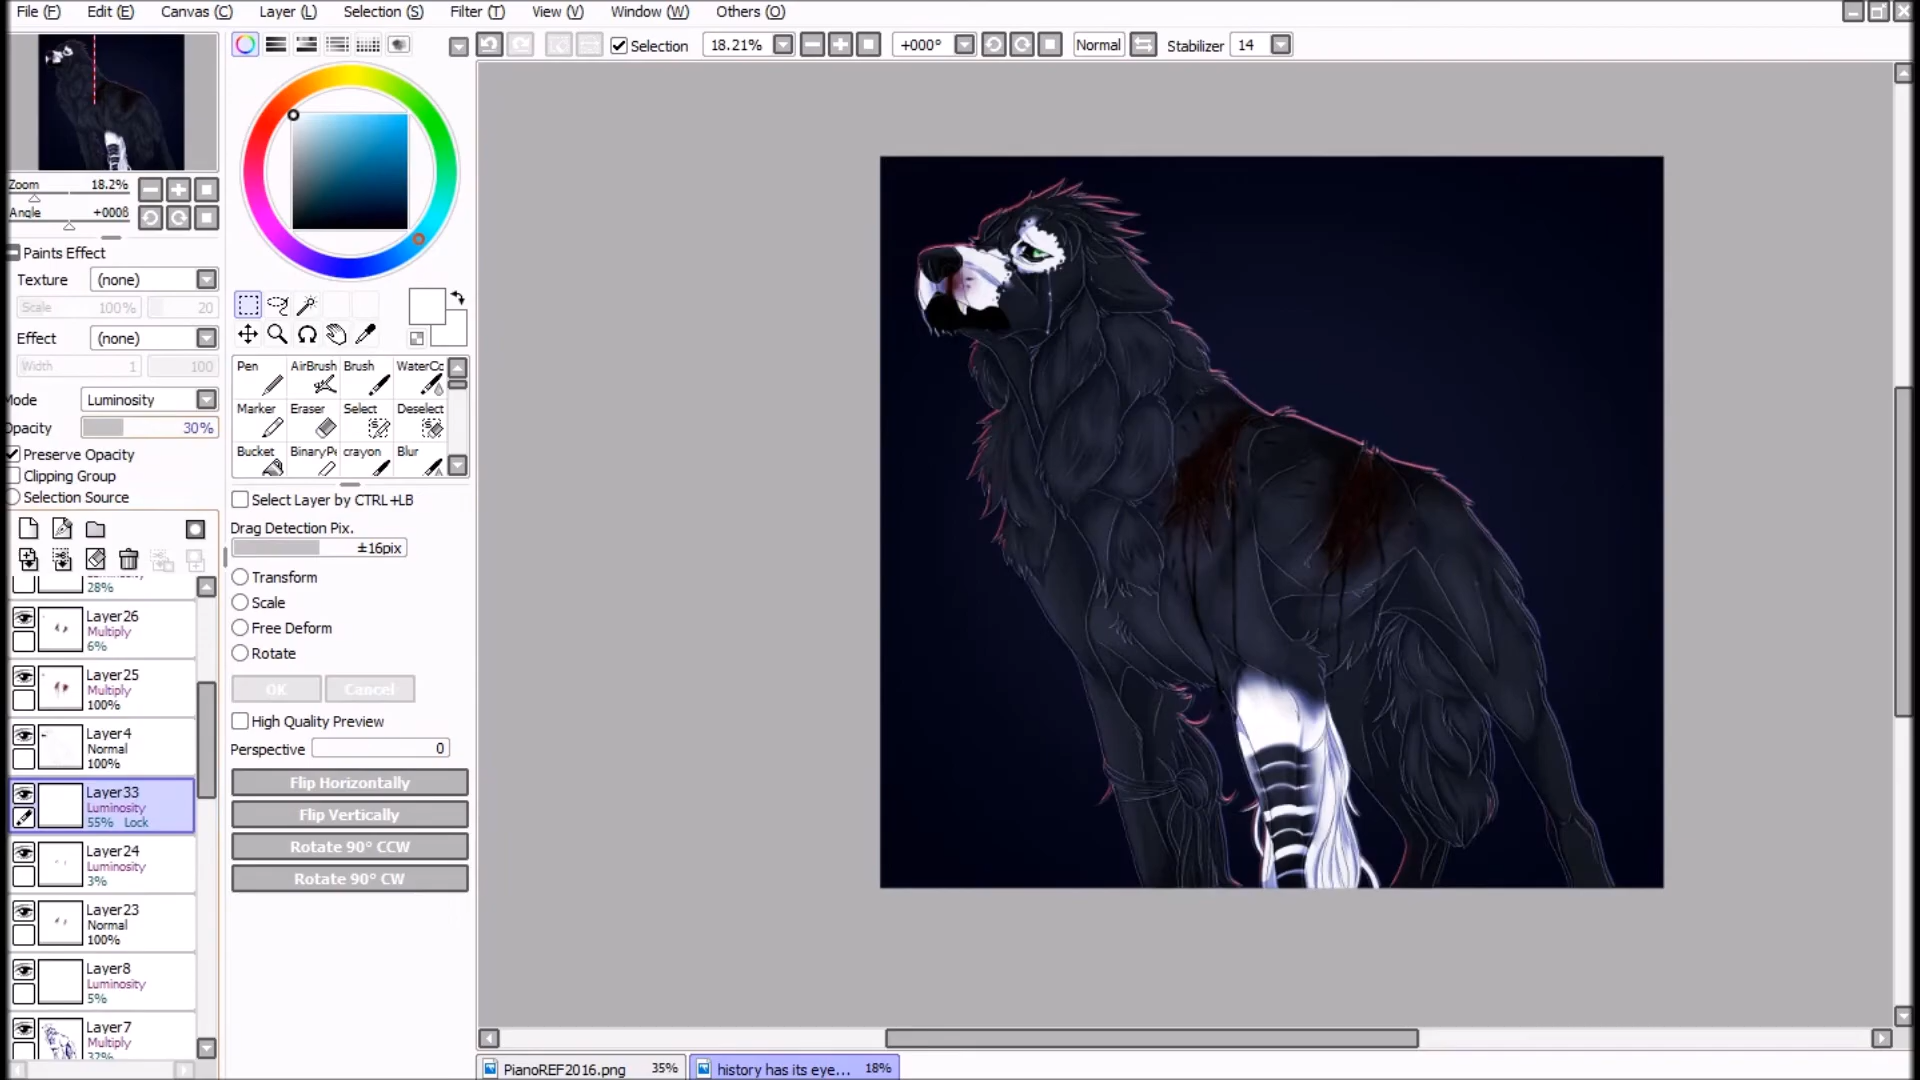 File (F) Edit (E) Canvas (C) Layer (L) Selection (S) Filter (T) View (V) Window (W) Others (O)
Selection 18.21% +000° Normal Stabilizer 14
Zoom 18.2%
Angle
Paints Effect
Texture (none)
Scale 100% 20
Effect (none)
Width 1 100
Mode Luminosity
Opacity 30%
Preserve Opacity
Clipping Group
Selection Source
28%
Layer26
Multiply
6%
Layer25
Multiply
100%
Layer4
Normal
100%
Layer33
Luminosity
55% Lock
Layer24
Luminosity
3%
Layer23
Normal
100%
Layer8
Luminosity
5%
Layer7
Multiply
32%
Pen AirBrush Brush WaterCo
Marker Eraser Select Deselect
Bucket BinaryPe crayon Blur
Select Layer by CTRL+LB
Drag Detection Pix.
±16pix
Transform
Scale
Free Deform
Rotate
OK Cancel
High Quality Preview
Perspective 0
Flip Horizontally
Flip Vertically
Rotate 90° CCW
Rotate 90° CW
PianoREF2016.png 35% history has its eye... 18%